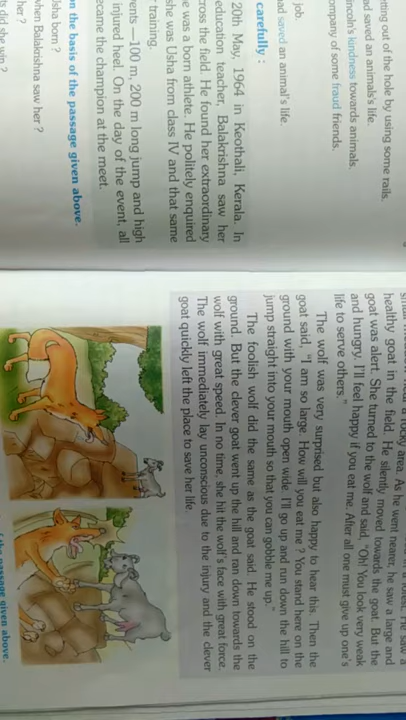 etting out of the hole by using some rails.
ad saved an animal's life.
incoln's kindness towards animals.
ompany of some fraud friends.
job.
had saved an animal's life.
carefully :
20th May, 1964 in Keothali, Kerala. In
education teacher, Balakrishna saw her
cross the field. He found her extraordinary
e was a born athlete. He politely enquired
she was Usha from class IV and that same
training.
ents —100 m, 200 m long jump and high
injured heel. On the day of the event, all
ecame the champion at the meet.
on the basis of the passage given above.
Usha born ?
when Balakrishna saw her ?
her ?
ts did she win ?
a rocky area. As he went nearer, he saw a large and
healthy goat in the field. He silently moved towards the goat. But the
goat was alert. She turned to the wolf and said, "Oh! You look very weak
and hungry. I'll feel happy if you eat me. After all one must give up one's
life to serve others."
The wolf was very surprised but also happy to hear this. Then the
goat said, "I am so large. How will you eat me ? You stand here on the
ground with your mouth open wide. I'll go up and run down the hill to
jump straight into your mouth so that you can gobble me up."
The foolish wolf did the same as the goat said. He stood on the
ground. But the clever goat went up the hill and ran down towards the
wolf with great speed. In no time she hit the wolf's face with great force.
The wolf immediately lay unconscious due to the injury and the clever
goat quickly left the place to save her life.
the passage given above.